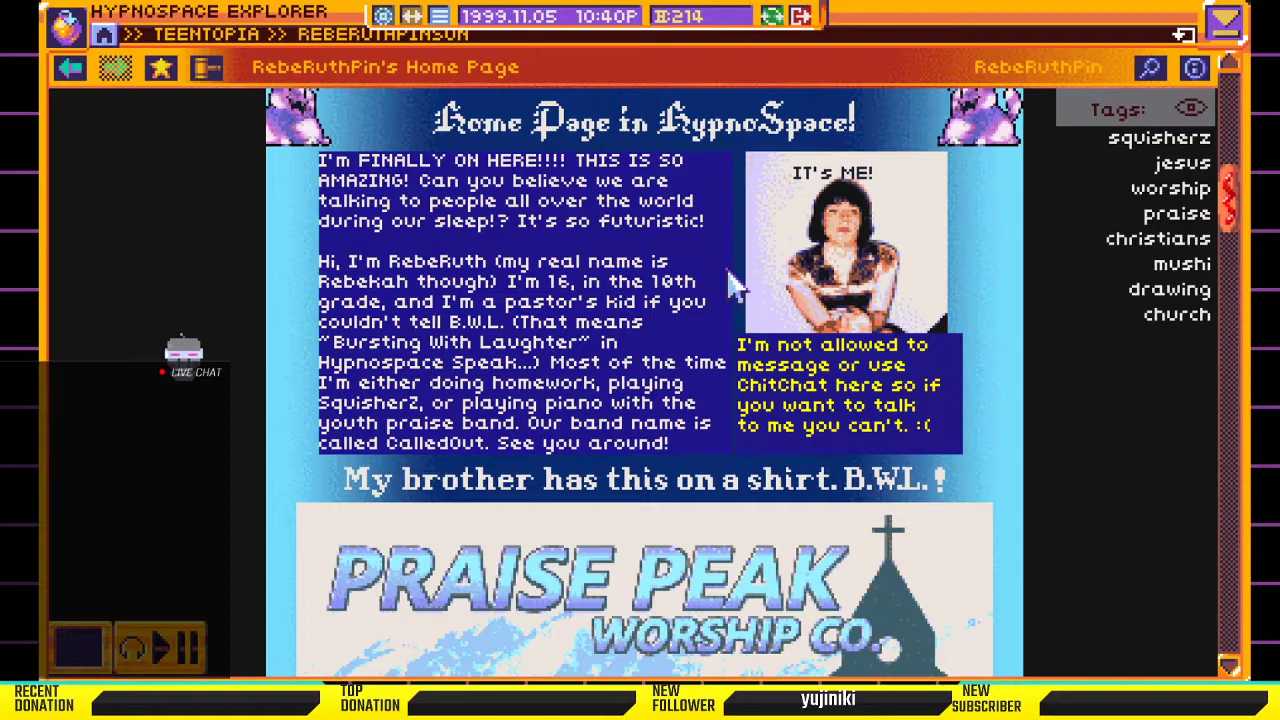 HYPNOSPACE EXPLORER
1999.11.05 10:40P
214
>> TEENTOPIA >> REBERUTHPINSUM
RebeRuthPin's Home Page
RebeRuthPin
Home Page in HypnoSpace!
Tags:
squisherz
jesus
worship
praise
christians
mushi
drawing
church
I'm FINALLY ON HERE!!!! THIS IS SO
AMAZING! Can you believe we are
talking to people all over the world
during our sleep!? It's so futuristic!
Hi, I'm RebeRuth (my real name is
Rebekah though) I'm 16, in the 10th
grade, and I'm a pastor's kid if you
couldn't tell B.W.L. (That means
~Bursting With Laughter~ in
Hypnospace Speak...) Most of the time
I'm either doing homework, playing
SquisherZ, or playing piano with the
youth praise band. Our band name is
called CalledOut. See you around!
IT's ME!
I'm not allowed to
message or use
ChitChat here so if
you want to talk
to me you can't. :(
LIVE CHAT
My brother has this on a shirt. B.W.L. !
PRAISE PEAK
WORSHIP CO.
RECENT
DONATION
TOP
DONATION
NEW
FOLLOWER
yujiniki
NEW
SUBSCRIBER